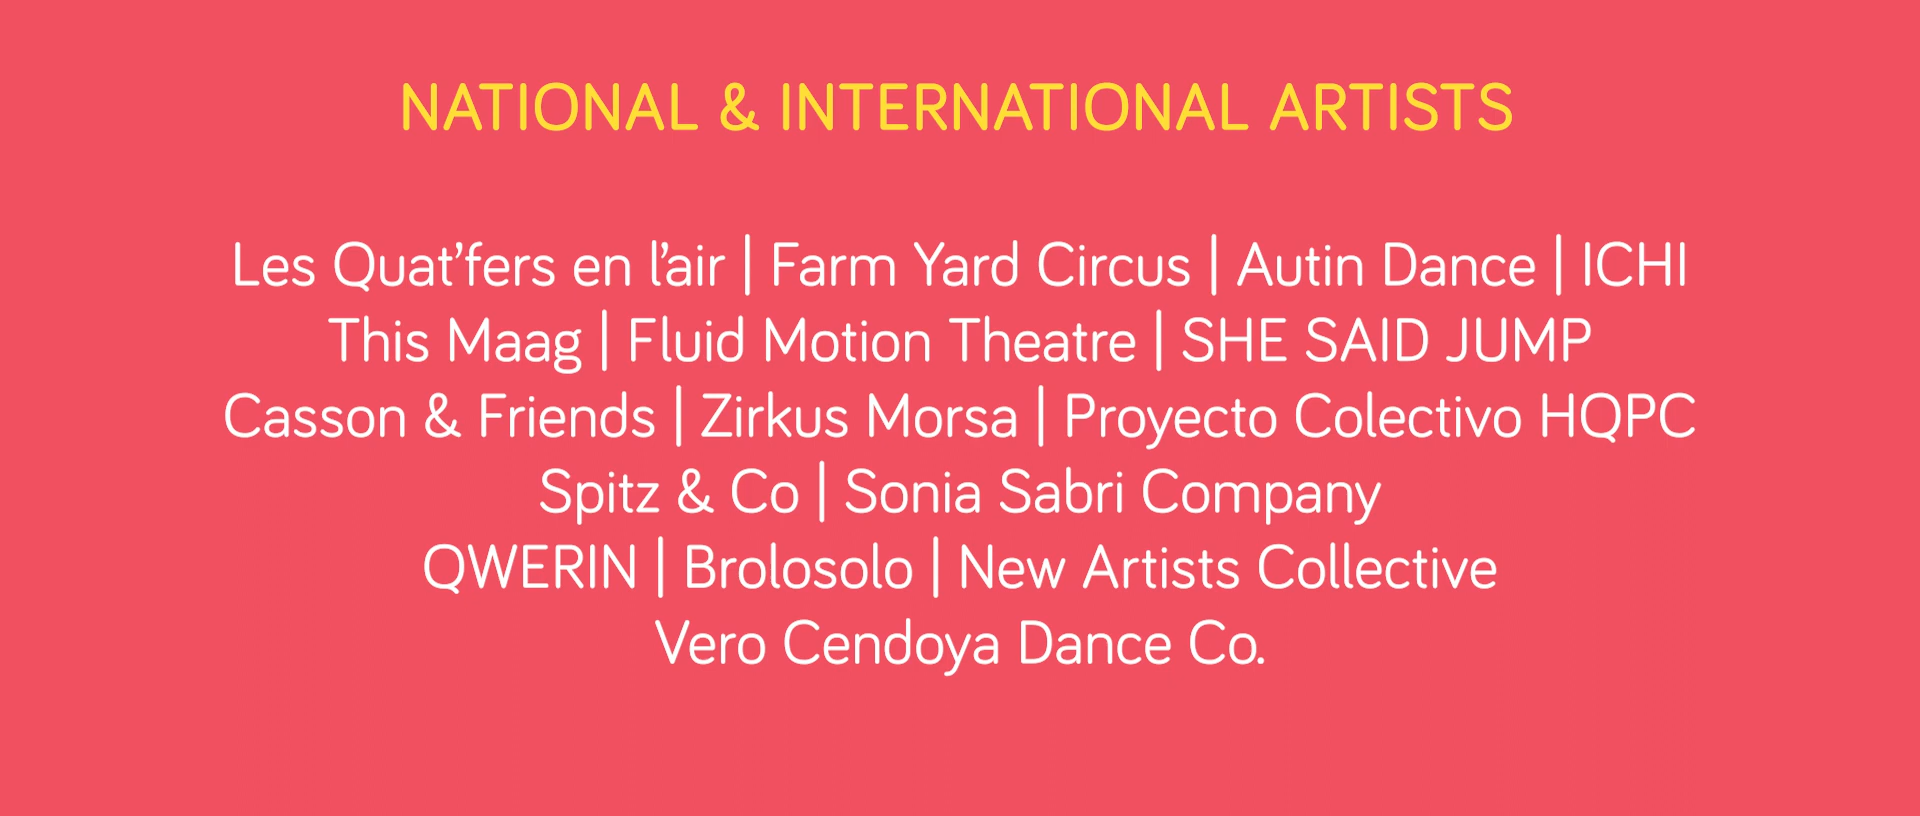 NATIONAL & INTERNATIONAL ARTISTS
Les Quat’fers en l’air | Farm Yard Circus | Autin Dance | ICHI
This Maag | Fluid Motion Theatre | SHE SAID JUMP
Casson & Friends | Zirkus Morsa | Proyecto Colectivo HQPC
Spitz & Co | Sonia Sabri Company
QWERIN | Brolosolo | New Artists Collective
Vero Cendoya Dance Co.